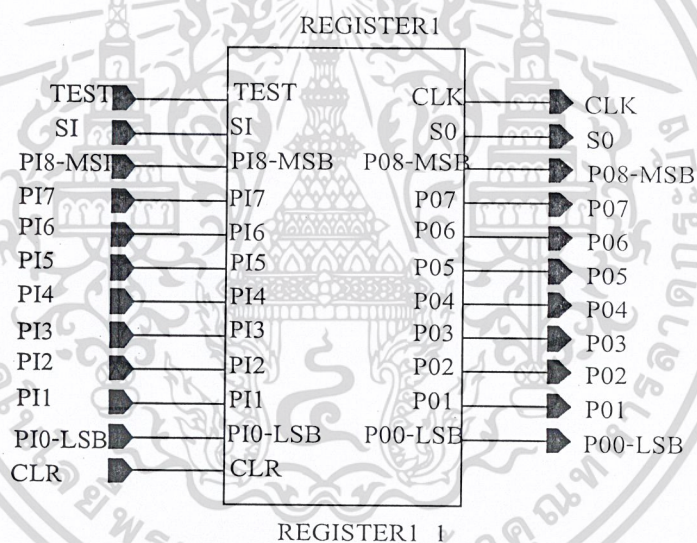 REGISTER1
TEST TEST CLK CLK
SI SI S0 S0
PI8-MSB PI8-MSB P08-MSB P08-MSB
PI7 PI7 P07 P07
PI6 PI6 P06 P06
PI5 PI5 P05 P05
PI4 PI4 P04 P04
PI3 PI3 P03 P03
PI2 PI2 P02 P02
PI1 PI1 P01 P01
PI0-LSB PI0-LSB P00-LSB P00-LSB
CLR CLR
REGISTER1_1